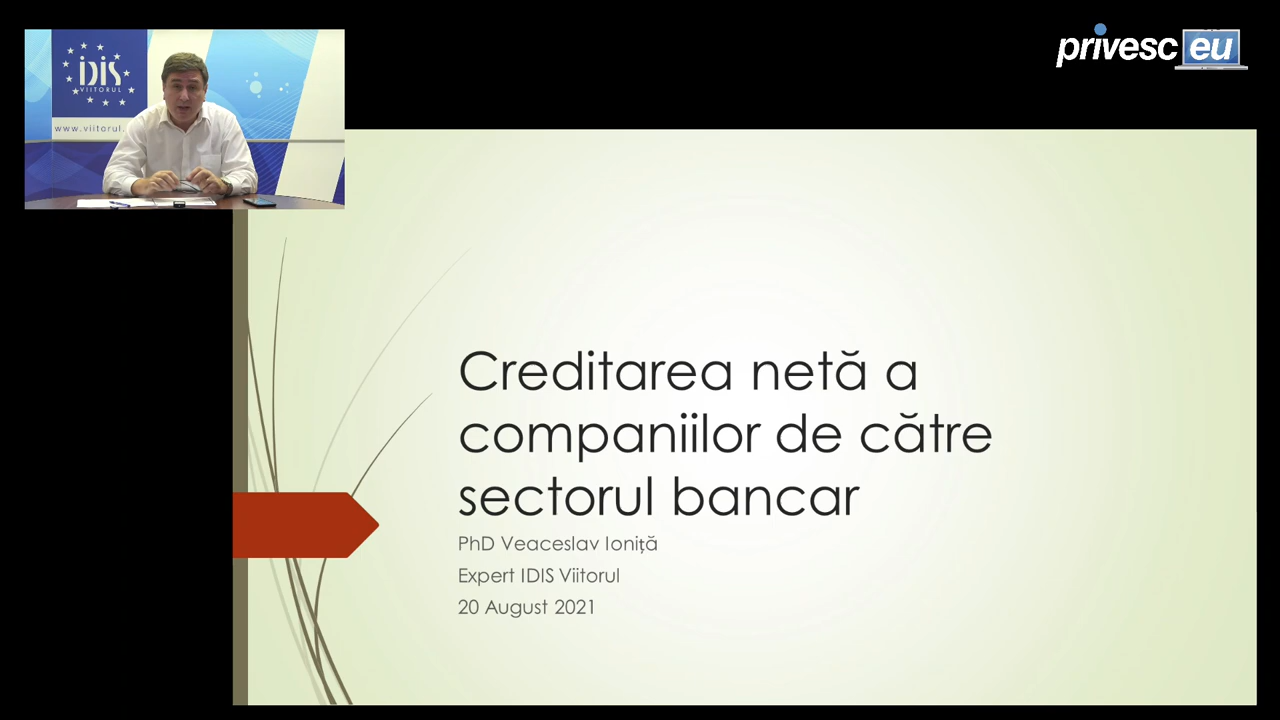 idis
VIITORUL
www.viitorul.
privesc eu
Creditarea netă a
companiilor de către
sectorul bancar
PhD Veaceslav Ioniță
Expert IDIS Viitorul
20 August 2021